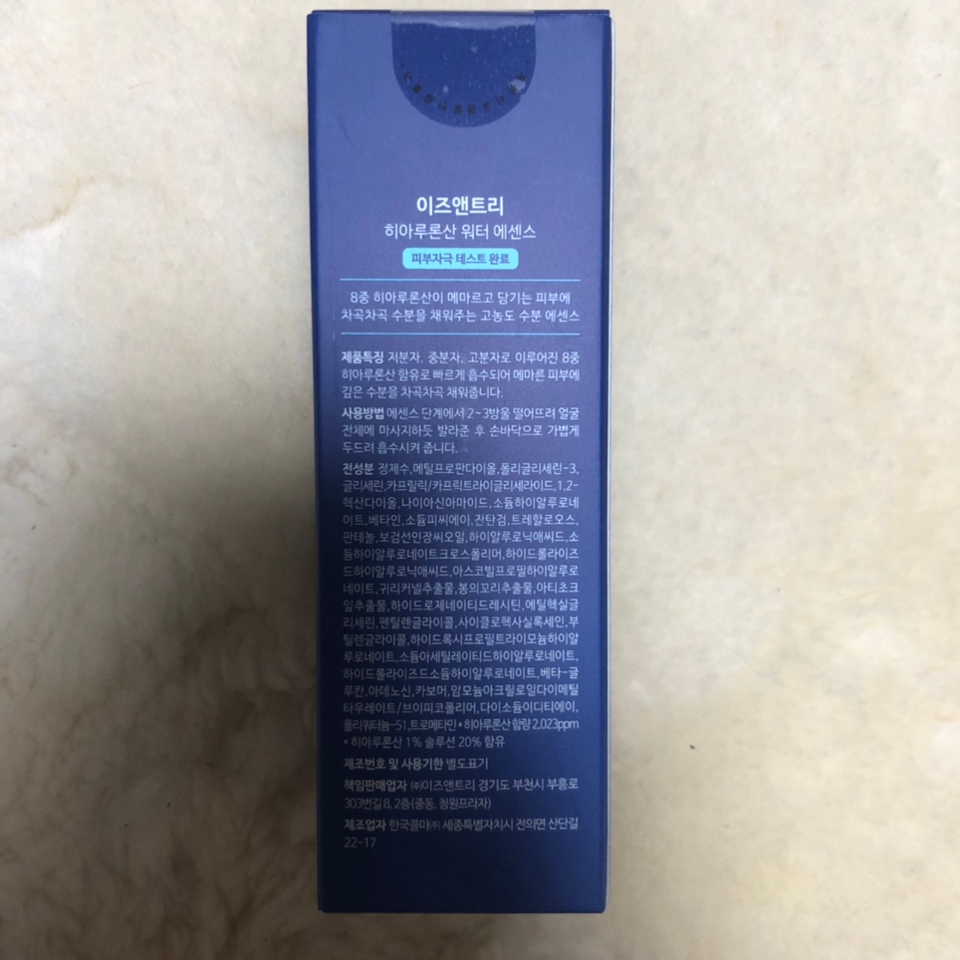 이즈앤트리
히아루론산 워터 에센스
피부자극 테스트 완료
8중 히아루론산이 메마르고 당기는 피부에
차곡차곡 수분을 채워주는 고농도 수분 에센스
제품특징 저분자, 중분자, 고분자로 이루어진 8중
히아루론산 함유로 빠르게 흡수되어 메마른 피부에
깊은 수분을 차곡차곡 채워줍니다.
사용방법 에센스 단계에서 2~3방울 떨어뜨려 얼굴
전체에 마사지하듯 발라준 후 손바닥으로 가볍게
두드려 흡수시켜 줍니다.
전성분 정제수,메틸프로판다이올,폴리글리세린-3,
글리세린,카프릴릭/카프릭트라이글리세라이드,1,2-
헥산다이올,나이아신아마이드,소듐하이알루로네
이트,베타인,소듐피씨에이,잔탄검,트레할로오스,
판테놀,보검선인장씨오일,하이알루로닉애씨드,소
듐하이알루로네이트크로스폴리머,하이드롤라이즈
드하이알루로닉애씨드,아스코빌프로필하이알루로
네이트,귀리커넬추출물,봉의꼬리추출물,아티초크
잎추출물,하이드로제네이티드레시틴,에틸헥실글
리세린,펜틸렌글라이콜,사이클로헥사실록세인,부
틸렌글라이콜,하이드록시프로필트라이모늄하이알
루로네이트,소듐아세틸레이티드하이알루로네이트,
하이드롤라이즈드소듐하이알루로네이트,베타-글
루칸,아데노신,카보머,암모늄아크릴로일다이메틸
타우레이트/브이피코폴리머,다이소듐이디티에이,
폴리쿼터늄-51,트로메타민 * 히아루론산 함량 2,023ppm
* 히아루론산 1% 솔루션 20% 함유
제조번호 및 사용기한 별도표기
책임판매업자 ㈜이즈앤트리 경기도 부천시 부흥로
303번길 8, 2층(중동, 청원프라자)
제조업자 한국콜마㈜ 세종특별자치시 전의면 산단길
22-17